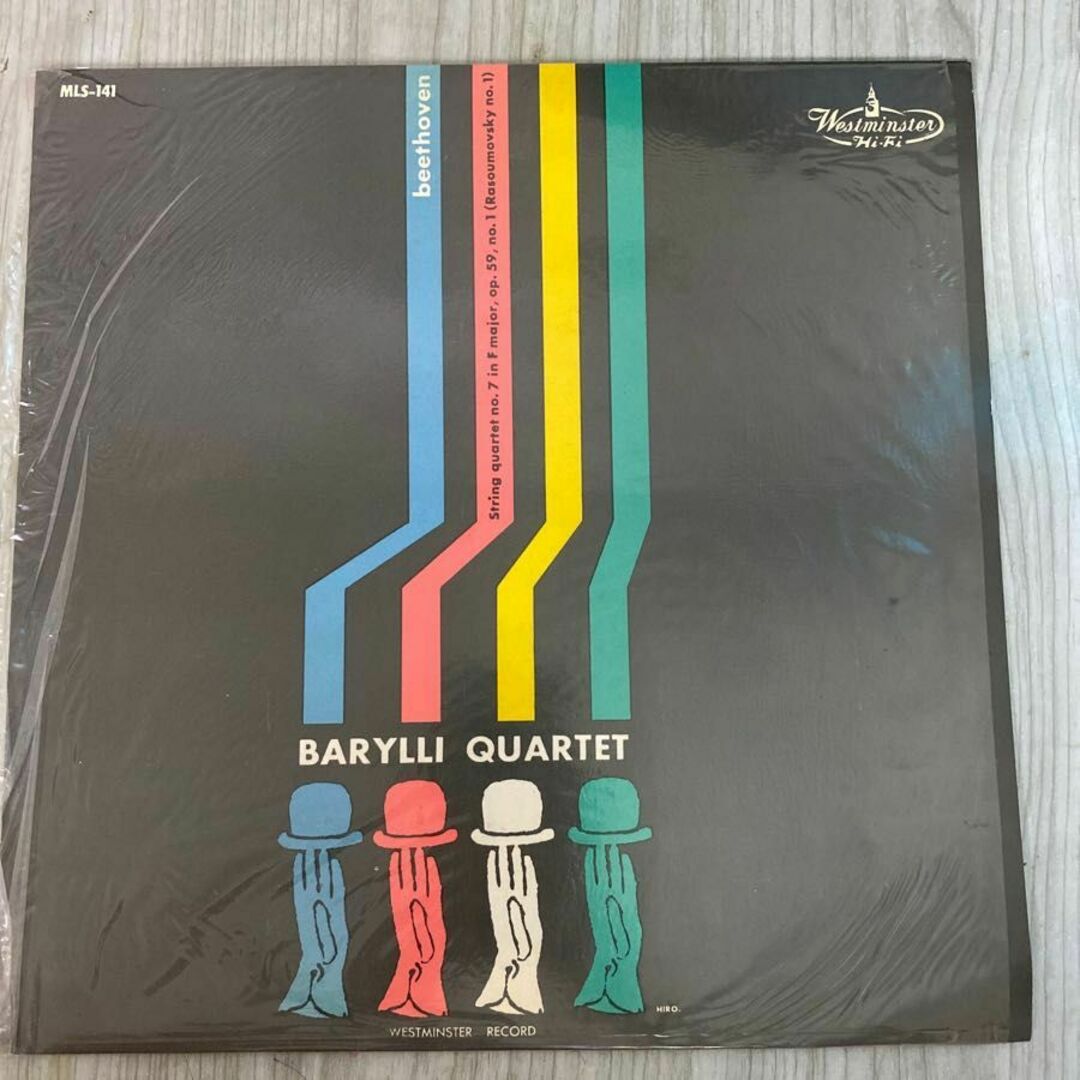 MLS-141
Westminster
Hi-Fi
beethoven
String quartet no. 7 in F major, op. 59, no. 1 (Rasoumovsky no. 1)
BARYLLI QUARTET
HIRO.
WESTMINSTER RECORD